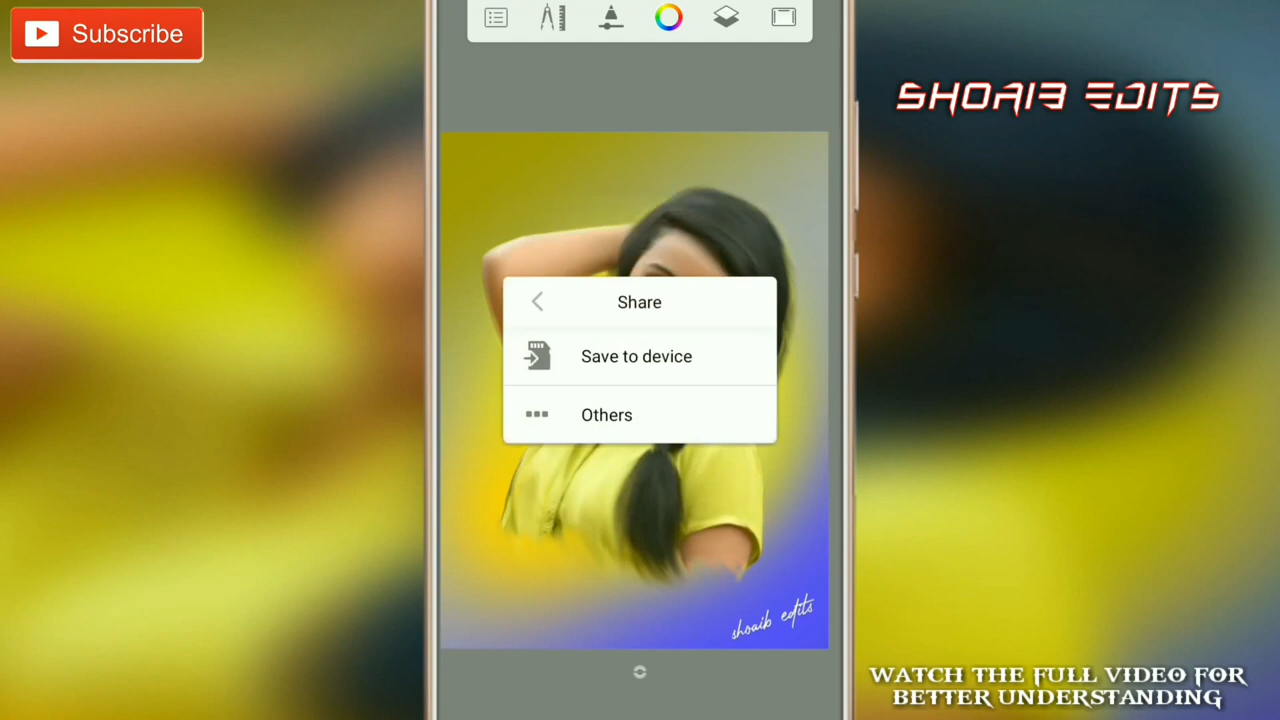 Subscribe
SHOAIB EDITS
Share
Save to device
Others
shoaib edits
WATCH THE FULL VIDEO FOR
BETTER UNDERSTANDING